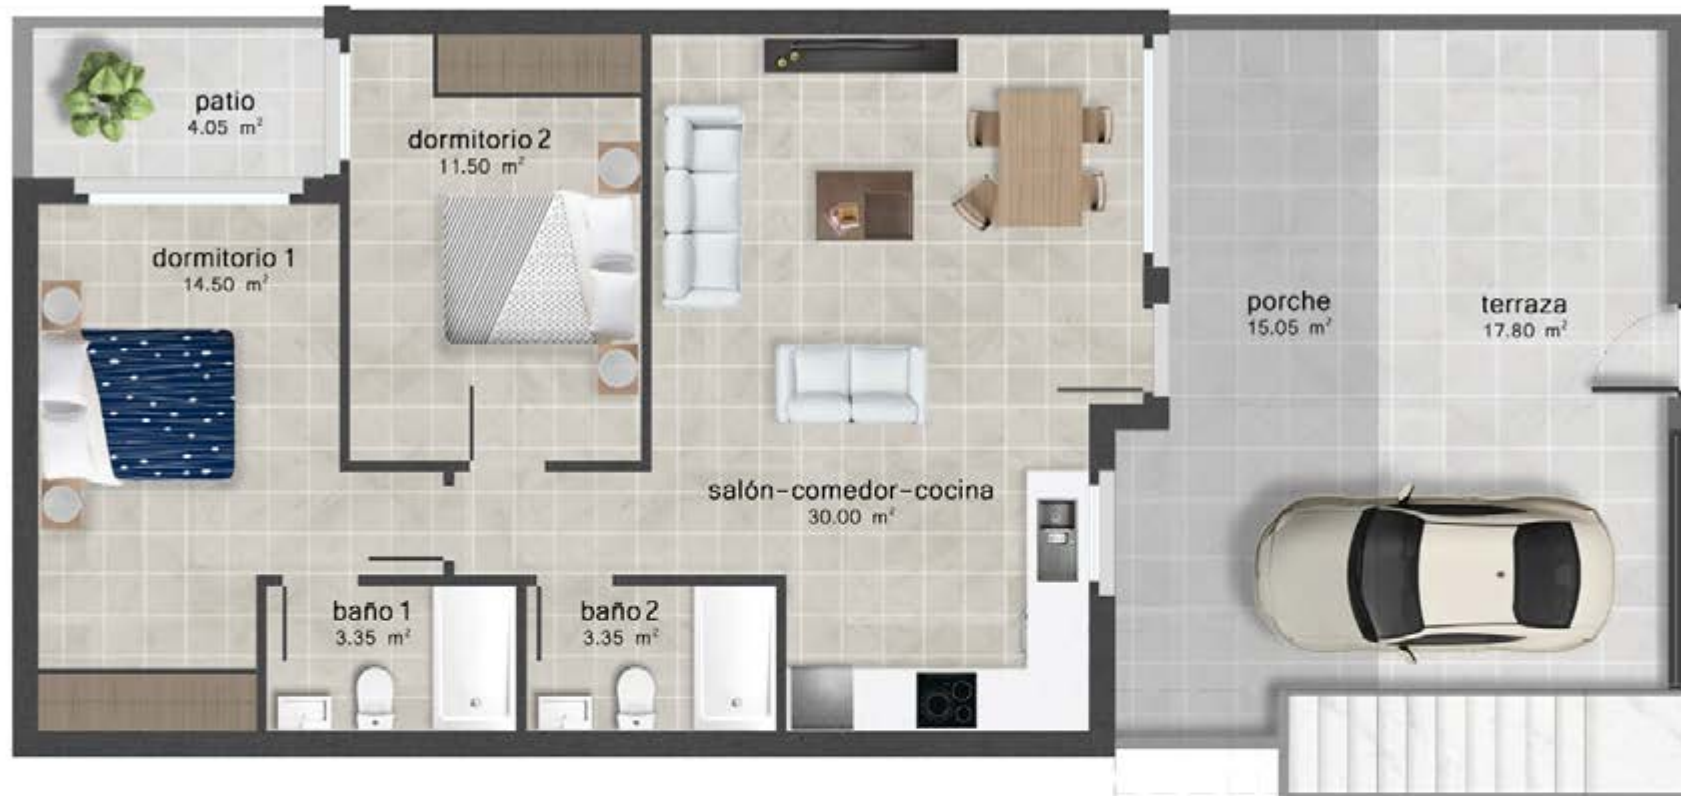 patio
4.05 m²
dormitorio 2
11.50 m²
dormitorio 1
14.50 m²
porche
15.05 m²
terraza
17.80 m²
salón-comedor-cocina
30.00 m²
baño 1
3.35 m²
baño 2
3.35 m²